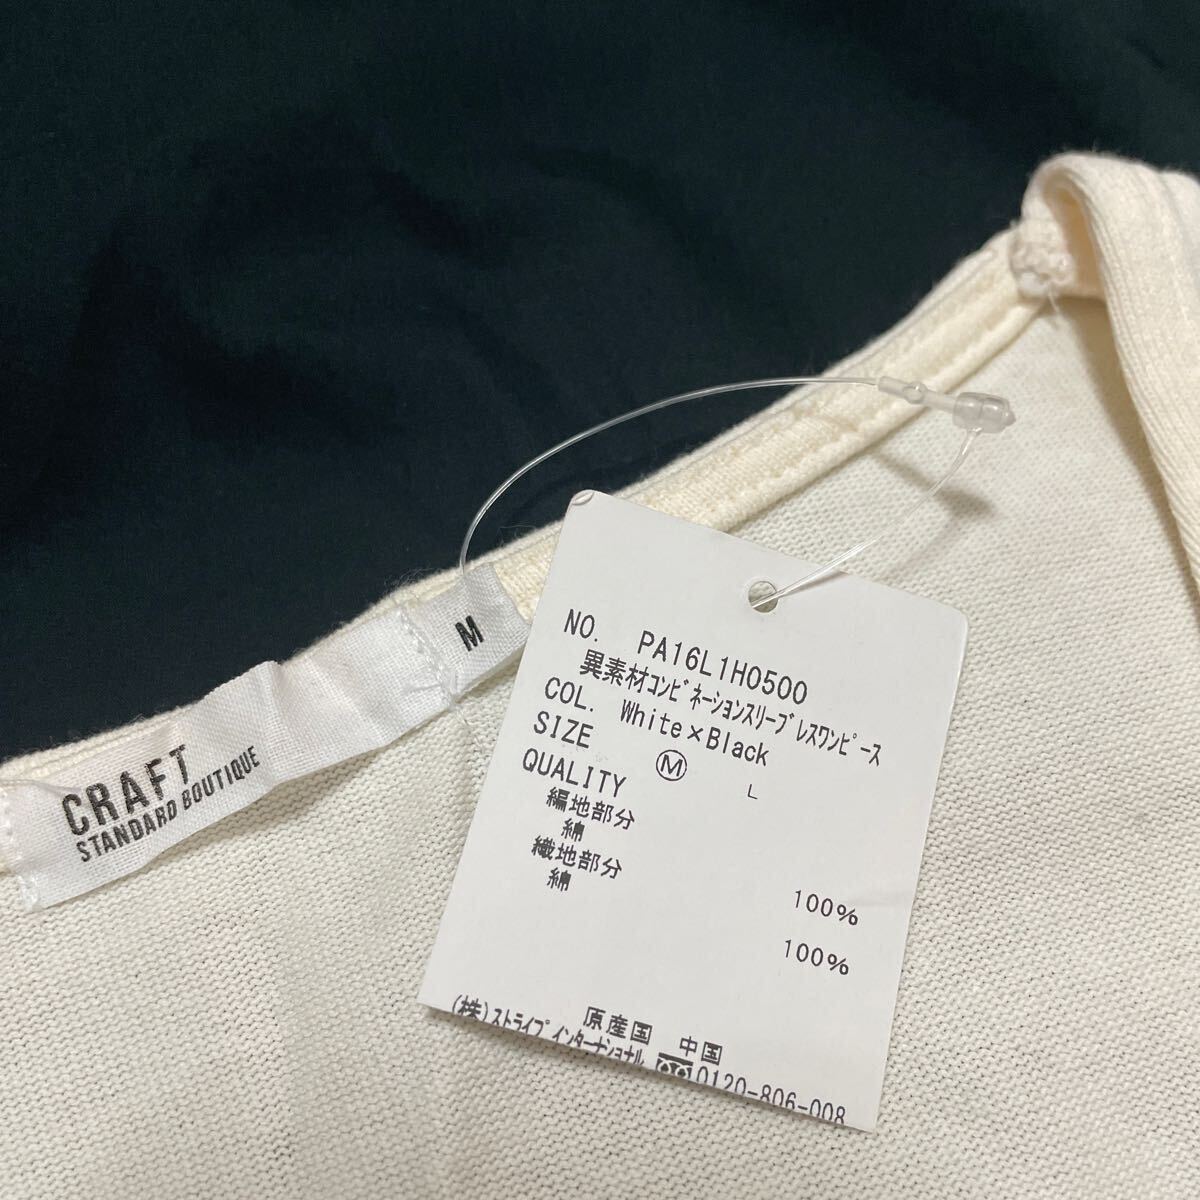 CRAFT
STANDARD BOUTIQUE
M
NO. PA16L1H0500
異素材ｺﾝﾋﾞﾈｰｼｮﾝｽﾘｰﾌﾞﾚｽﾜﾝﾋﾟｰｽ
COL. White×Black
SIZE Ⓜ L
QUALITY
編地部分
綿 100%
織地部分
綿 100%
原産国 中国
(株)ｽﾄﾗｲﾌﾟｲﾝﾀｰﾅｼｮﾅﾙ 0120-806-008